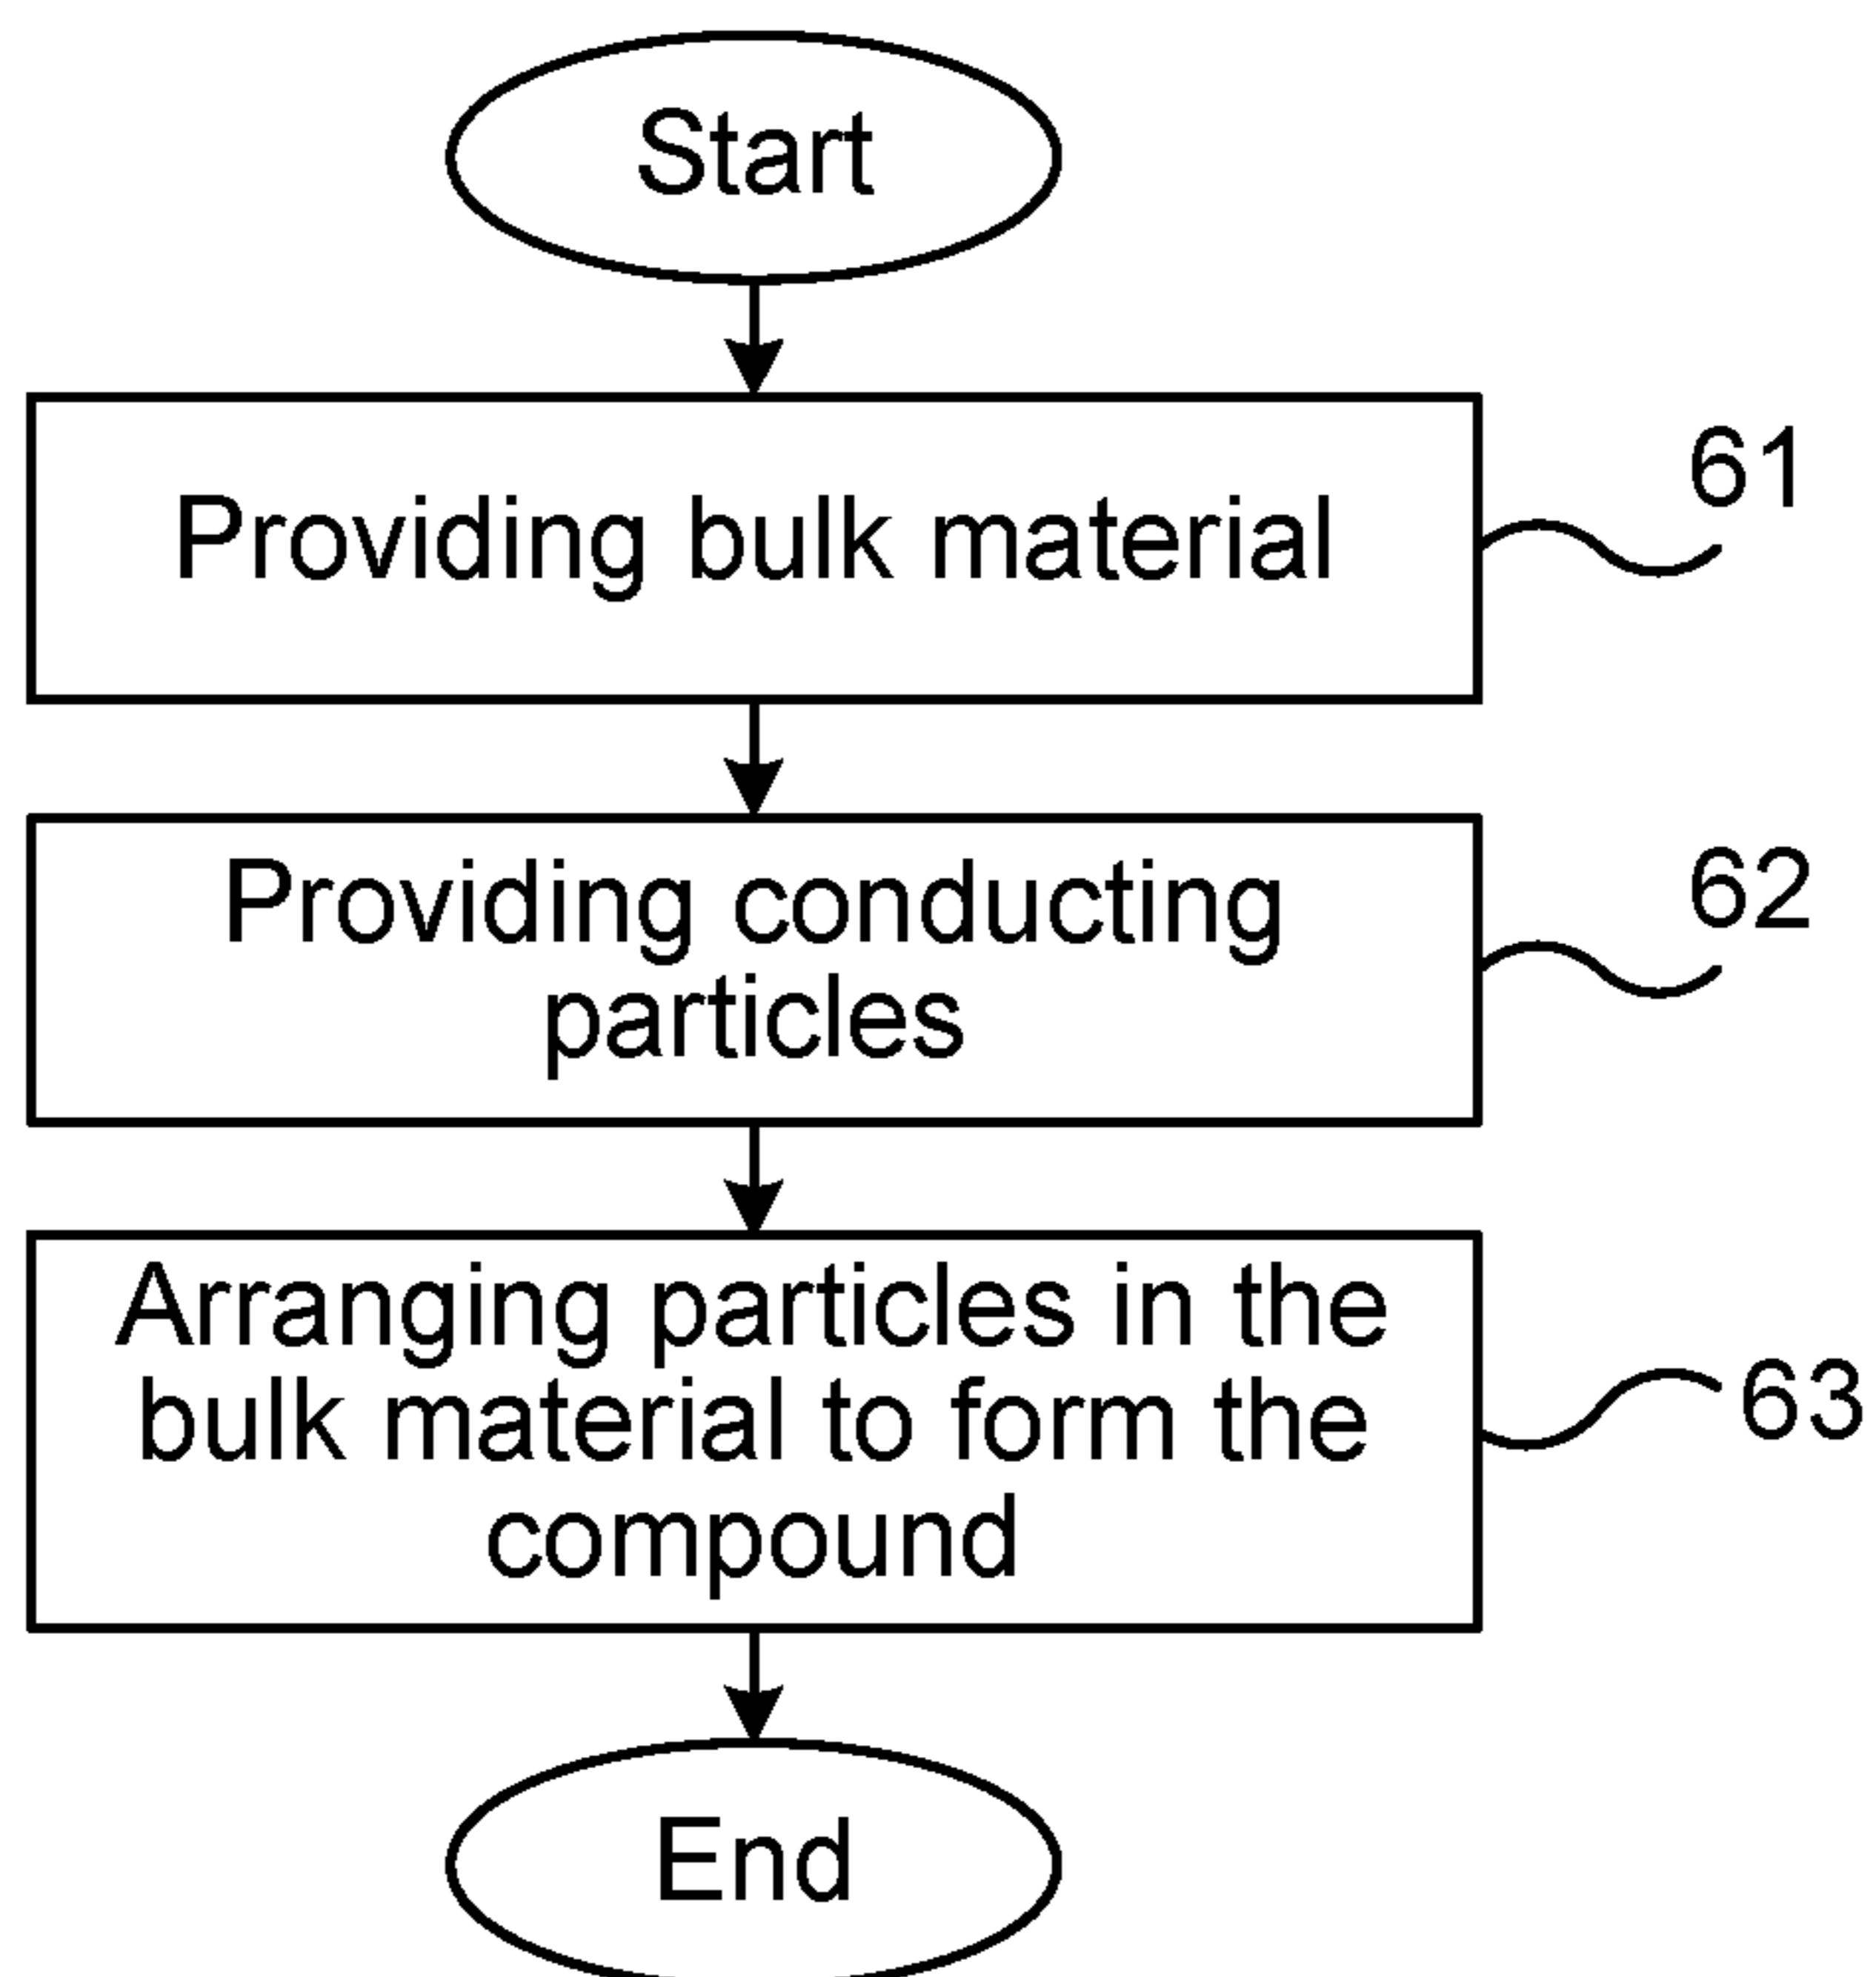 Start
Providing bulk material
61
Providing conducting
particles
62
Arranging particles in the
bulk material to form the
compound
63
End